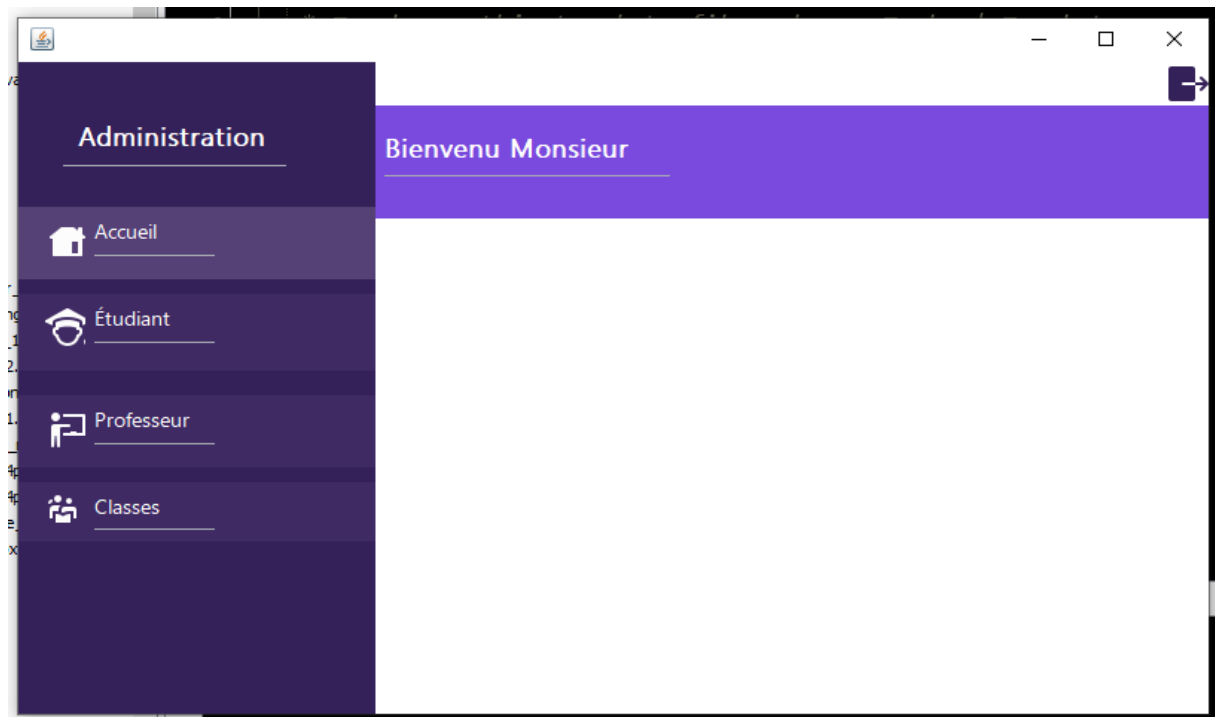 Administration
Bienvenu Monsieur
Accueil
Étudiant
Professeur
Classes